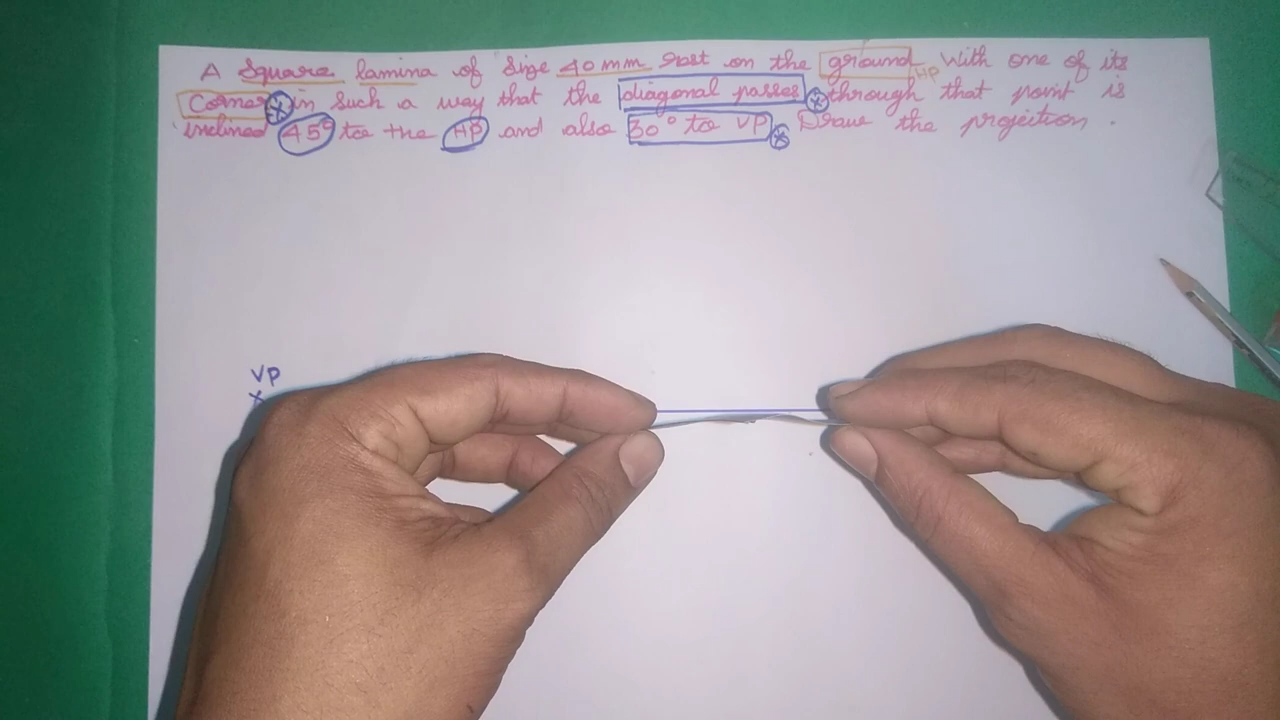 A Square lamina of Size 40 mm rest on the ground HP With one of its
Corner in Such a way that the diagonal passes through that point is
inclined 45° to the HP and also 30° to VP. Draw the projection.
VP
X